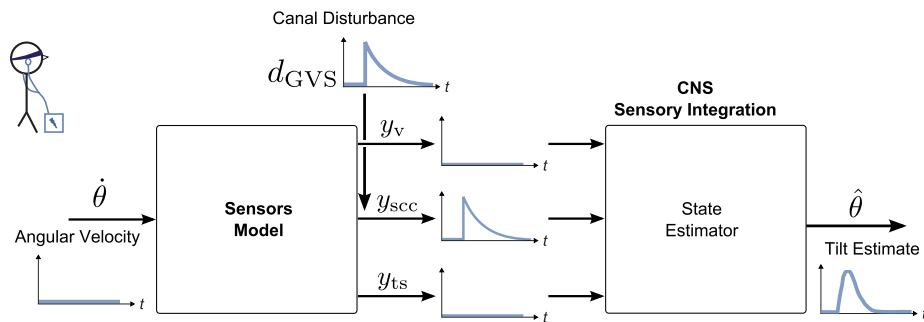 Canal Disturbance
d_GVS
t
CNS
Sensory Integration
y_v
t
θ̇
Angular Velocity
t
Sensors
Model
y_scc
t
State
Estimator
θ̂
Tilt Estimate
t
y_ts
t